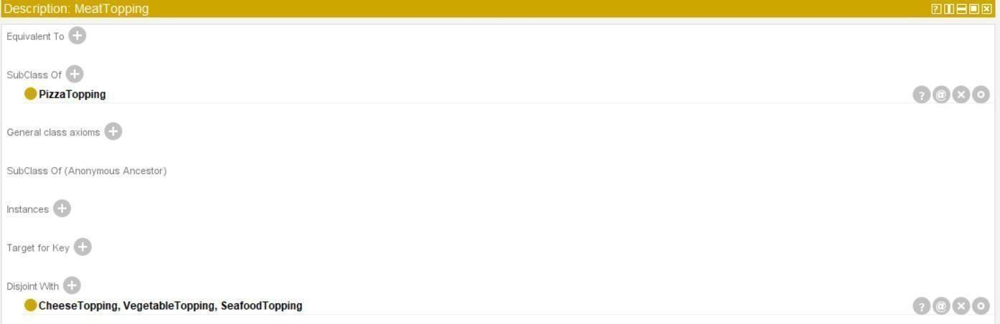 Description: MeatTopping
Equivalent To
SubClass Of
PizzaTopping
General class axioms
SubClass Of (Anonymous Ancestor)
Instances
Target for Key
Disjoint With
CheeseTopping, VegetableTopping, SeafoodTopping